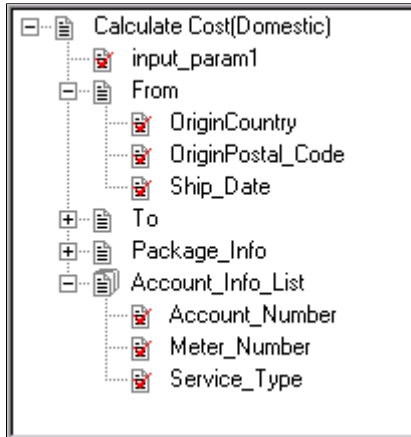 Calculate Cost(Domestic)
input_param1
From
OriginCountry
OriginPostal_Code
Ship_Date
To
Package_Info
Account_Info_List
Account_Number
Meter_Number
Service_Type